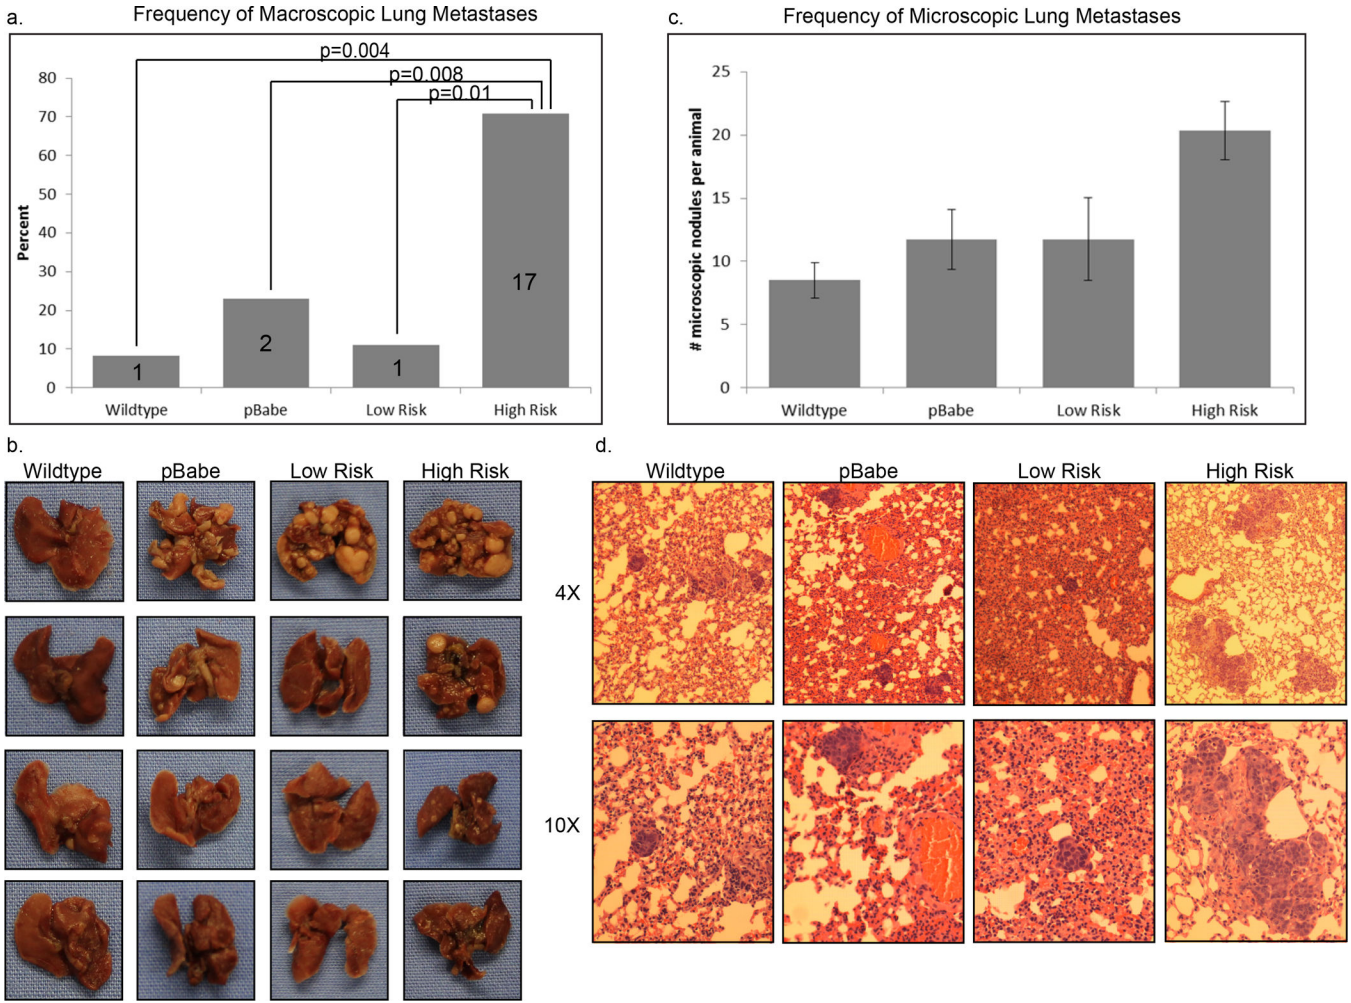 a.
Frequency of Macroscopic Lung Metastases
p=0.004
p=0.008
p=0.01
80
70
60
50
40
30
20
10
0
Percent
1
2
1
17
Wildtype pBabe Low Risk High Risk
c.
Frequency of Microscopic Lung Metastases
25
20
15
10
5
0
# microscopic nodules per animal
Wildtype pBabe Low Risk High Risk
b.
Wildtype pBabe Low Risk High Risk
d.
Wildtype pBabe Low Risk High Risk
4X
10X